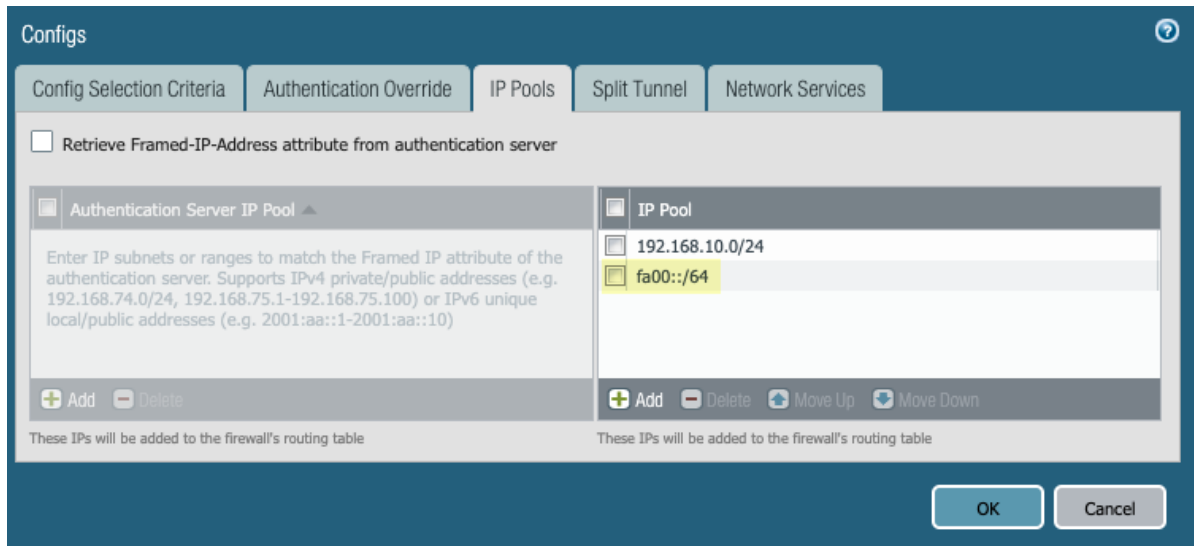 Configs
Config Selection Criteria
Authentication Override
IP Pools
Split Tunnel
Network Services
Retrieve Framed-IP-Address attribute from authentication server
Authentication Server IP Pool
Enter IP subnets or ranges to match the Framed IP attribute of the
authentication server. Supports IPv4 private/public addresses (e.g.
192.168.74.0/24, 192.168.75.1-192.168.75.100) or IPv6 unique
local/public addresses (e.g. 2001:aa::1-2001:aa::10)
Add Delete
These IPs will be added to the firewall's routing table
IP Pool
192.168.10.0/24
fa00::/64
Add Delete Move Up Move Down
These IPs will be added to the firewall's routing table
OK
Cancel